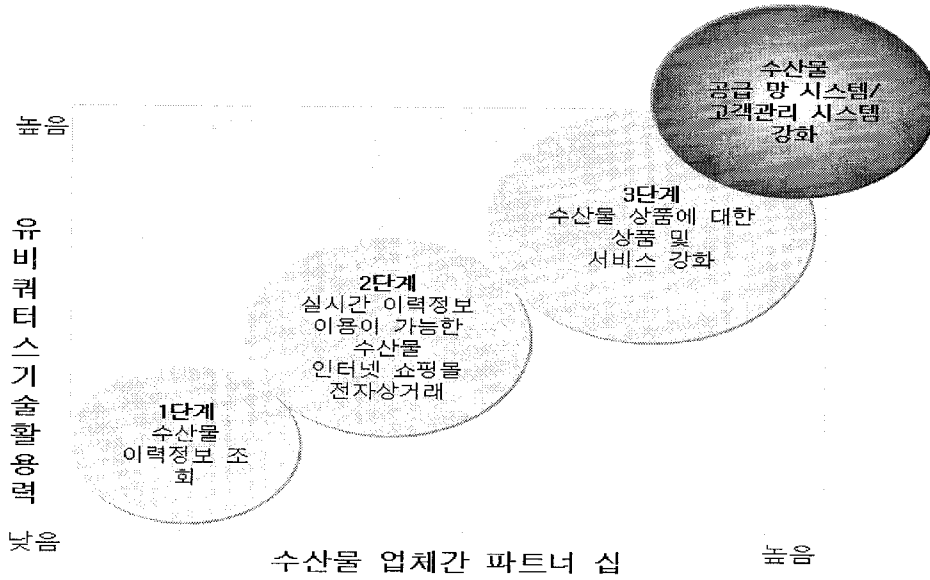 수산물
공급 망 시스템/
고객관리 시스템
강화
높음
3단계
수산물 상품에 대한
상품 및
서비스 강화
유비쿼터스기술활용력
2단계
실시간 이력정보
이용이 가능한
수산물
인터넷 쇼핑몰
전자상거래
1단계
수산물
이력정보 조
회
낮음
수산물 업체간 파트너 십
높음